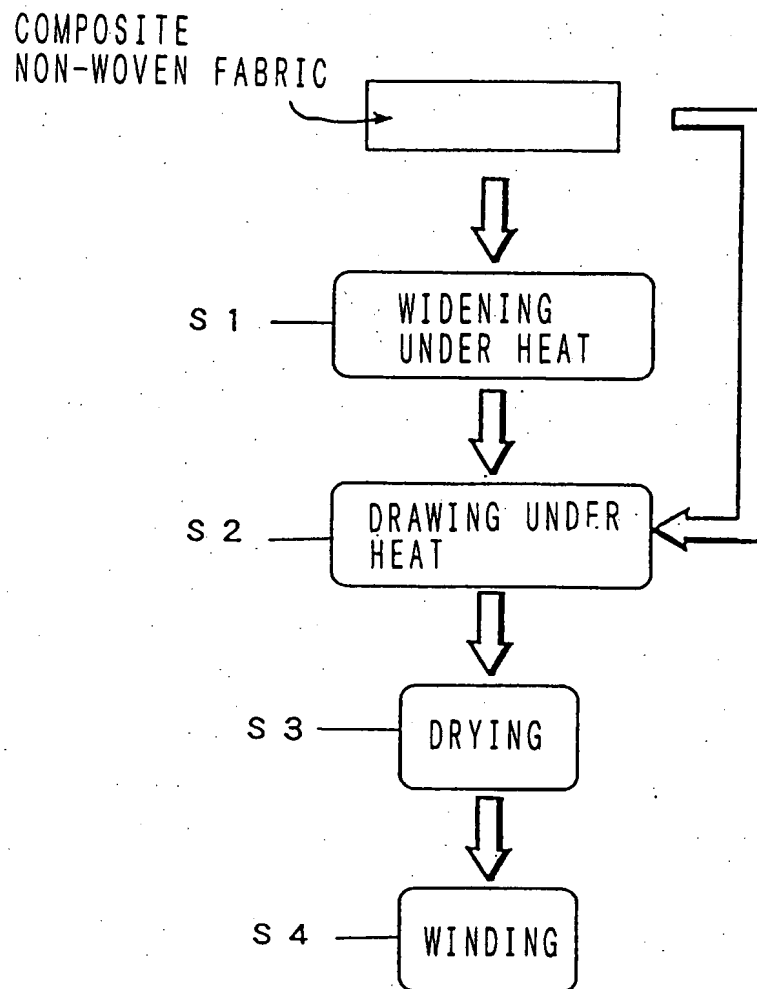 COMPOSITE
NON-WOVEN FABRIC
S 1
WIDENING
UNDER HEAT
S 2
DRAWING UNDER
HEAT
S 3
DRYING
S 4
WINDING